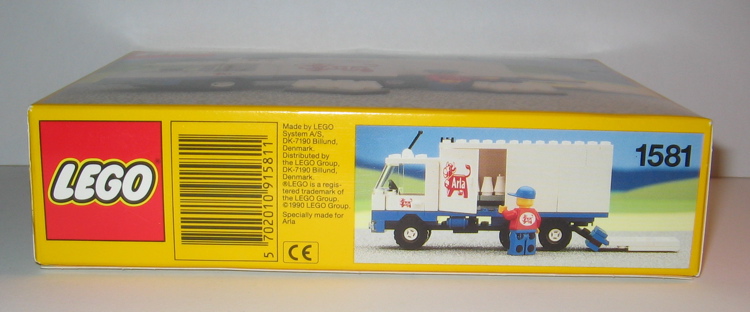 LEGO
5 702010 915811
Made by LEGO
System A/S,
DK-7190 Billund,
Denmark.
Distributed by
the LEGO Group,
DK-7190 Billund,
Denmark.
®LEGO is a regis-
tered trademark of
the LEGO Group.
©1990 LEGO Group.
Specially made for
Arla
CE
Arla
1581